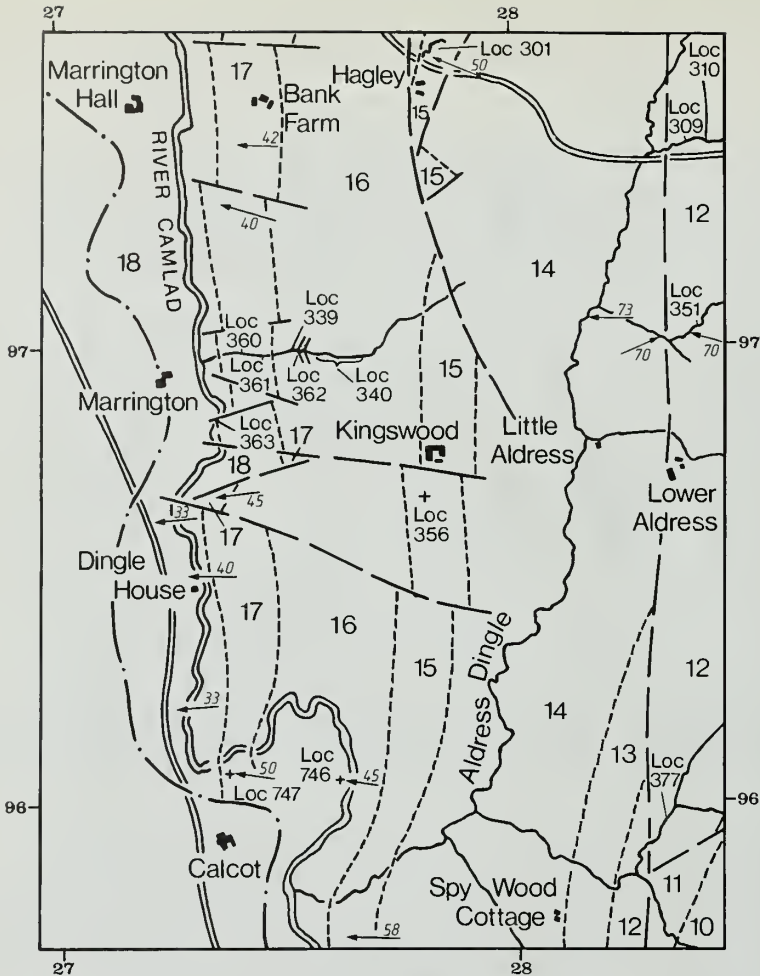 27
28
Marrington
Hall
17
Bank
Farm
Hagley
Loc 301
50
Loc
310
Loc
309
15
42
16
15
40
12
RIVER CAMLAD
18
14
Loc
339
Loc
360
Loc
351
73
70
70
97
97
Loc
361
Loc
362
Loc
340
15
Marrington
Loc
363
17
Kingswood
Little
Aldress
18
45
Lower
Aldress
33
17
Loc
356
Dingle
House
40
17
16
15
Aldress Dingle
12
14
33
13
Loc
746
45
50
Loc 747
Loc
377
96
96
Calcot
Spy Wood
Cottage
11
12
10
58
27
28